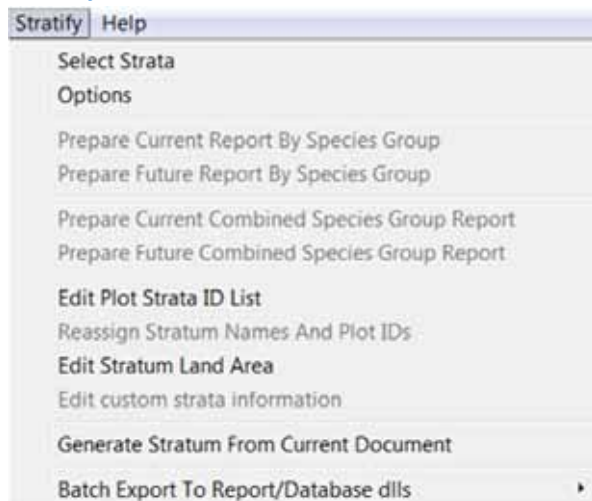 Stratify Help
Select Strata
Options
Prepare Current Report By Species Group
Prepare Future Report By Species Group
Prepare Current Combined Species Group Report
Prepare Future Combined Species Group Report
Edit Plot Strata ID List
Reassign Stratum Names And Plot IDs
Edit Stratum Land Area
Edit custom strata information
Generate Stratum From Current Document
Batch Export To Report/Database dlls